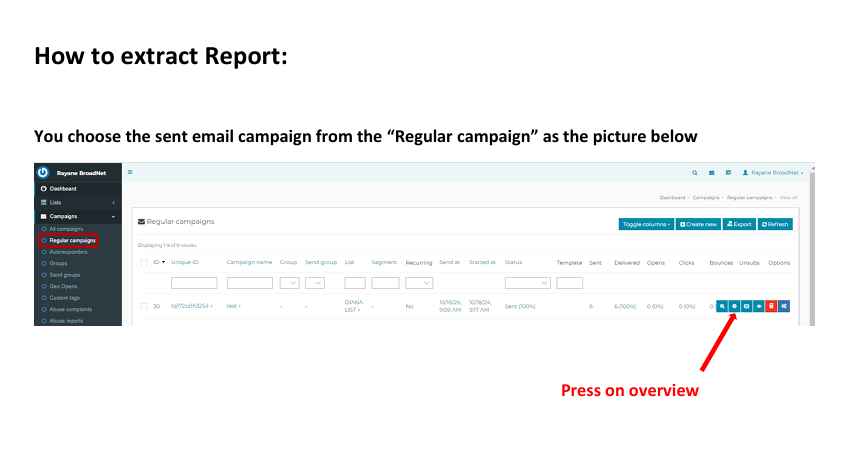 How to extract Report:
You choose the sent email campaign from the “Regular campaign” as the picture below
Rayane BroadNet
Rayane BroadNet
Dashboard
Lists
Campaigns
All campaigns
Regular campaigns
Autoresponders
Groups
Send groups
Geo Opens
Custom tags
Abuse complaints
Abuse reports
Dashboard Campaigns Regular campaigns View all
Regular campaigns
Toggle columns Create new Export Refresh
Displaying 1-9 of 9 results.
ID Unique ID Campaign name Group Send group List Segment Recurring Send at Started at Status Template Sent Delivered Opens Clicks Bounces Unsubs Options
30 test - - DIANA LIST - No 10/18/24, 9:09 AM 10/18/24, 9:17 AM Sent (100%) 6 6 (100%) 0 (0%) 0 (0%) 0
Press on overview